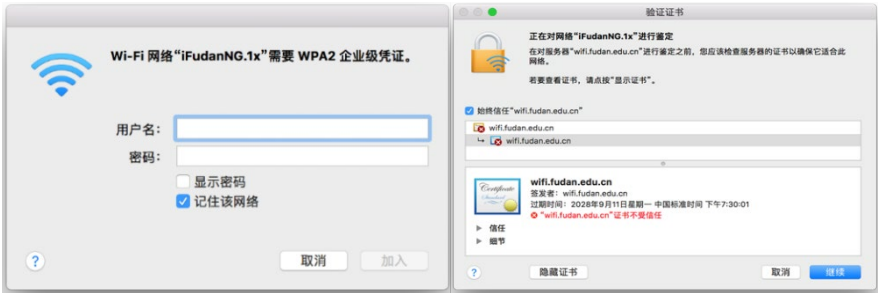 Wi-Fi 网络“iFudanNG.1x”需要 WPA2 企业级凭证。
用户名：
密码：
显示密码
记住该网络
?
取消
加入
验证证书
正在对网络“iFudanNG.1x”进行鉴定
在对服务器“wifi.fudan.edu.cn”进行鉴定之前，您应该检查服务器的证书以确保它适合此
网络。
若要查看证书，请点按“显示证书”。
始终信任“wifi.fudan.edu.cn”
wifi.fudan.edu.cn
wifi.fudan.edu.cn
Certificate
wifi.fudan.edu.cn
签发者：wifi.fudan.edu.cn
过期时间：2028年9月11日星期一 中国标准时间 下午7:30:01
“wifi.fudan.edu.cn”证书不受信任
信任
细节
?
隐藏证书
取消
继续